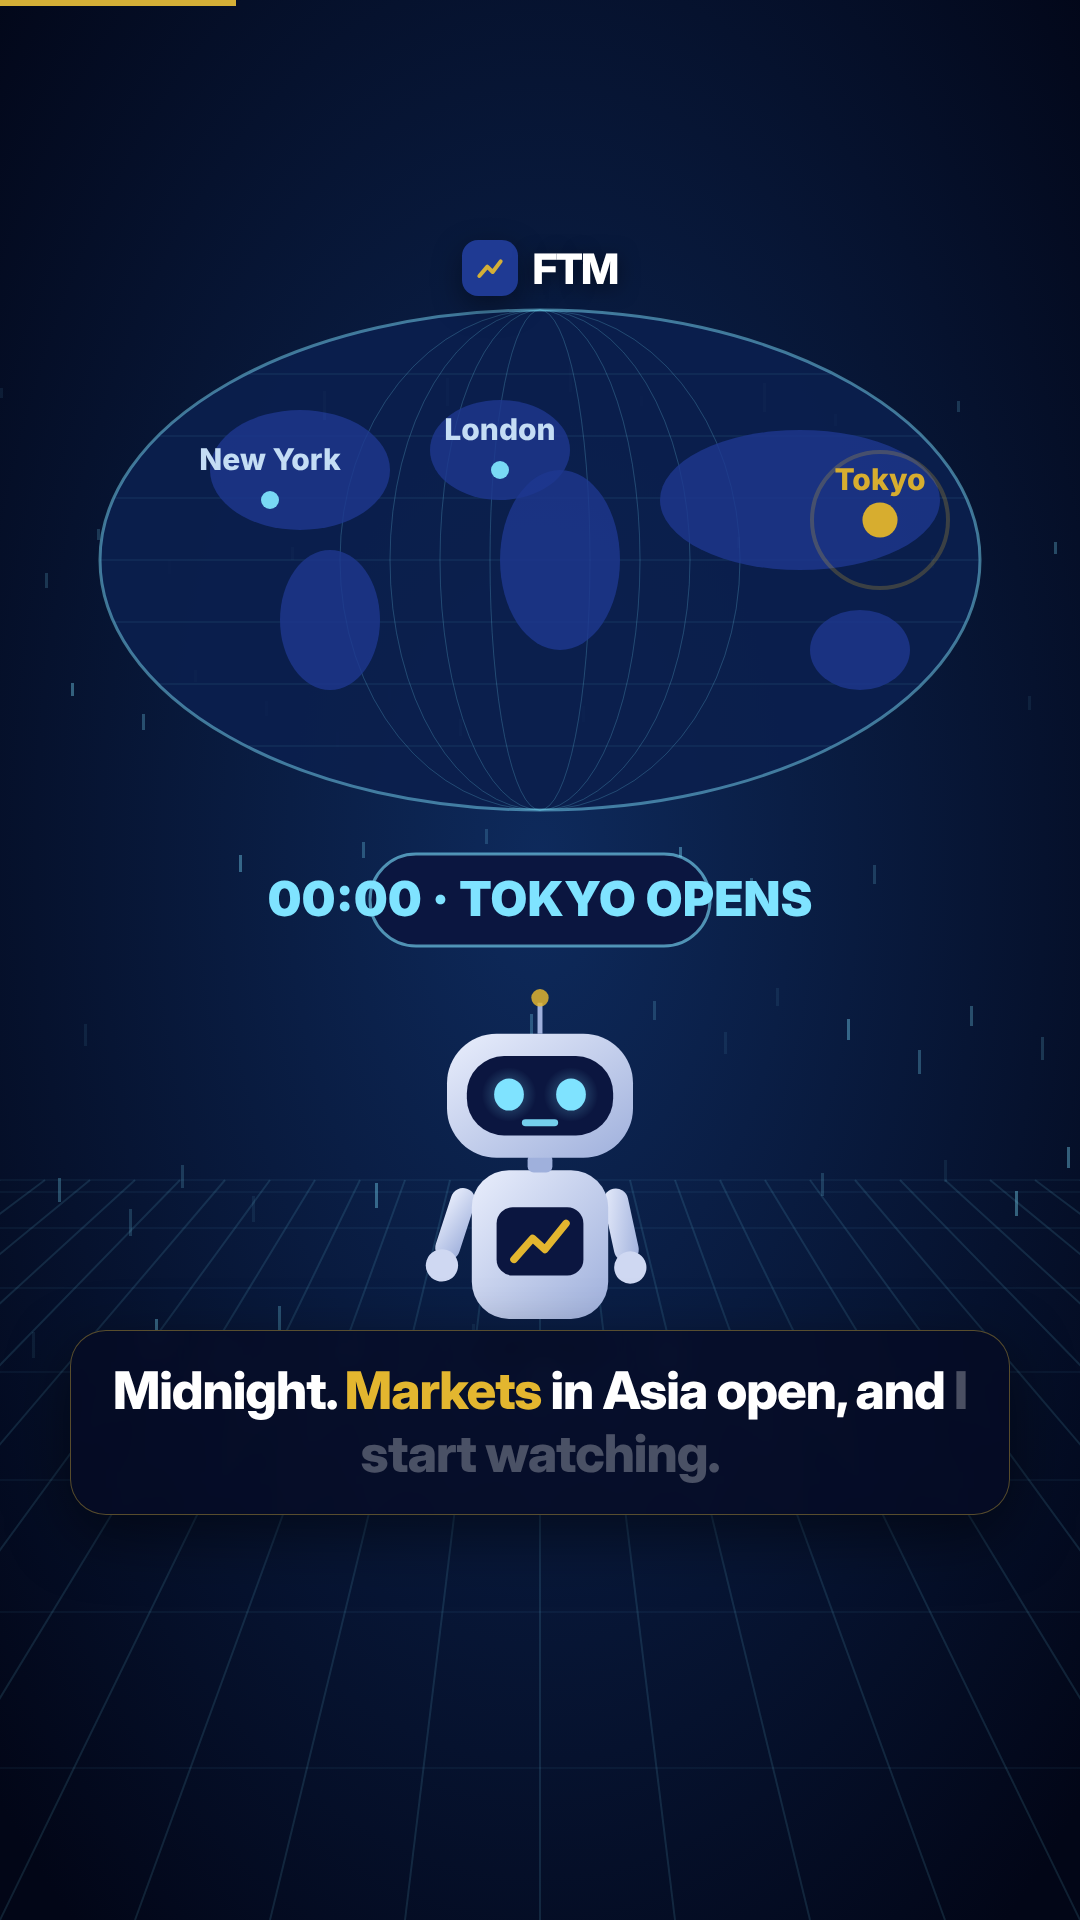 FTM
London
New York
Tokyo
00:00 · TOKYO OPENS
Midnight. Markets in Asia open, and I
start watching.